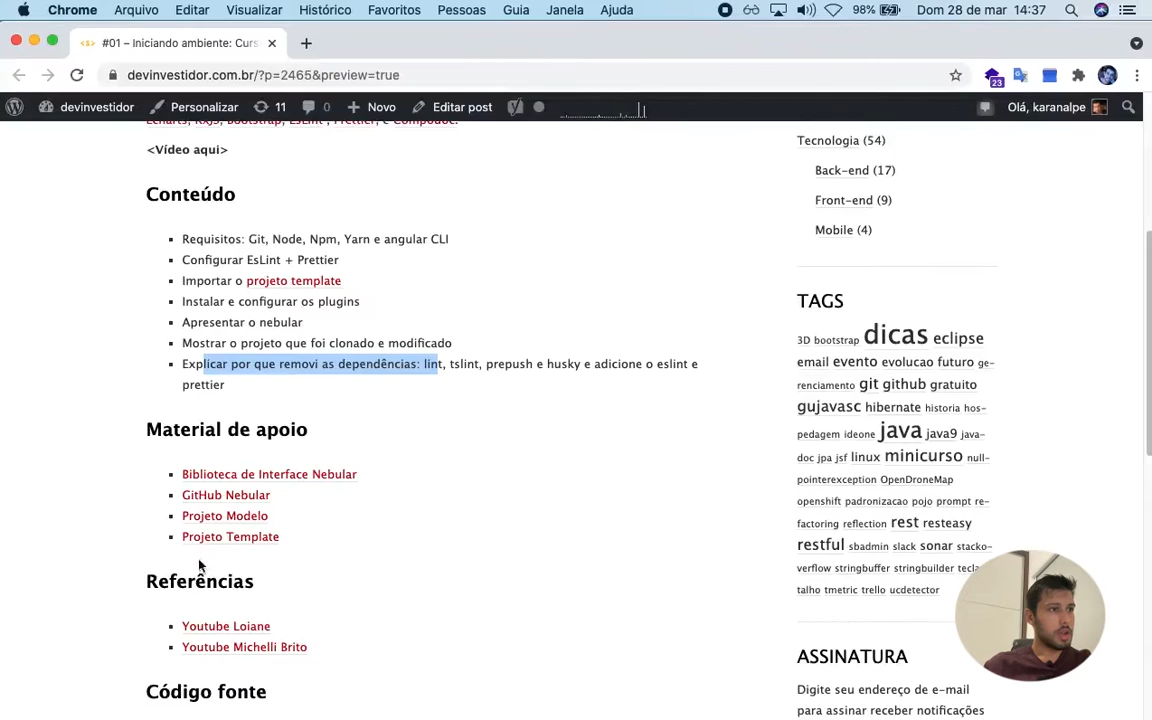 Chrome Arquivo Editar Visualizar Histórico Favoritos Pessoas Guia Janela Ajuda 98% Dom 28 de mar 14:37
#01 – Iniciando ambiente: Curs
devinvestidor.com.br/?p=2465&preview=true
23
devinvestidor Personalizar 11 0 Novo Editar post Olá, karanalpe
Echarts, RxJS, Bootstrap, EsLint , Prettier, e Compodoc.
<Vídeo aqui>
Conteúdo
Requisitos: Git, Node, Npm, Yarn e angular CLI
Configurar EsLint + Prettier
Importar o projeto template
Instalar e configurar os plugins
Apresentar o nebular
Mostrar o projeto que foi clonado e modificado
Explicar por que removi as dependências: lint, tslint, prepush e husky e adicione o eslint e
prettier
Material de apoio
Biblioteca de Interface Nebular
GitHub Nebular
Projeto Modelo
Projeto Template
Referências
Youtube Loiane
Youtube Michelli Brito
Código fonte
Tecnologia (54)
Back-end (17)
Front-end (9)
Mobile (4)
TAGS
3D bootstrap dicas eclipse
email evento evolucao futuro ge-
renciamento git github gratuito
gujavasc hibernate historia hos-
pedagem ideone java java9 java-
doc jpa jsf linux minicurso null-
pointerexception OpenDroneMap
openshift padronizacao pojo prompt re-
factoring reflection rest resteasy
restful sbadmin slack sonar stacko-
verflow stringbuffer stringbuilder tecla
talho tmetric trello ucdetector
ASSINATURA
Digite seu endereço de e-mail
para assinar receber notificações